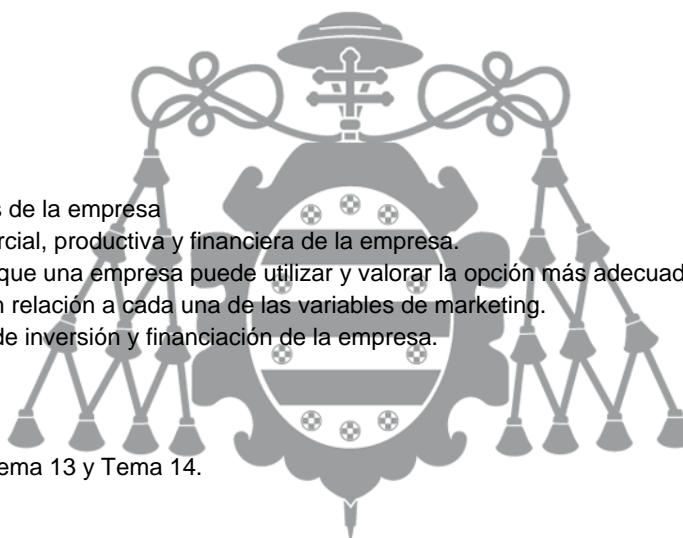 s de la empresa
rcial, productiva y financiera de la empresa.
que una empresa puede utilizar y valorar la opción más adecuad
n relación a cada una de las variables de marketing.
de inversión y financiación de la empresa.
ema 13 y Tema 14.